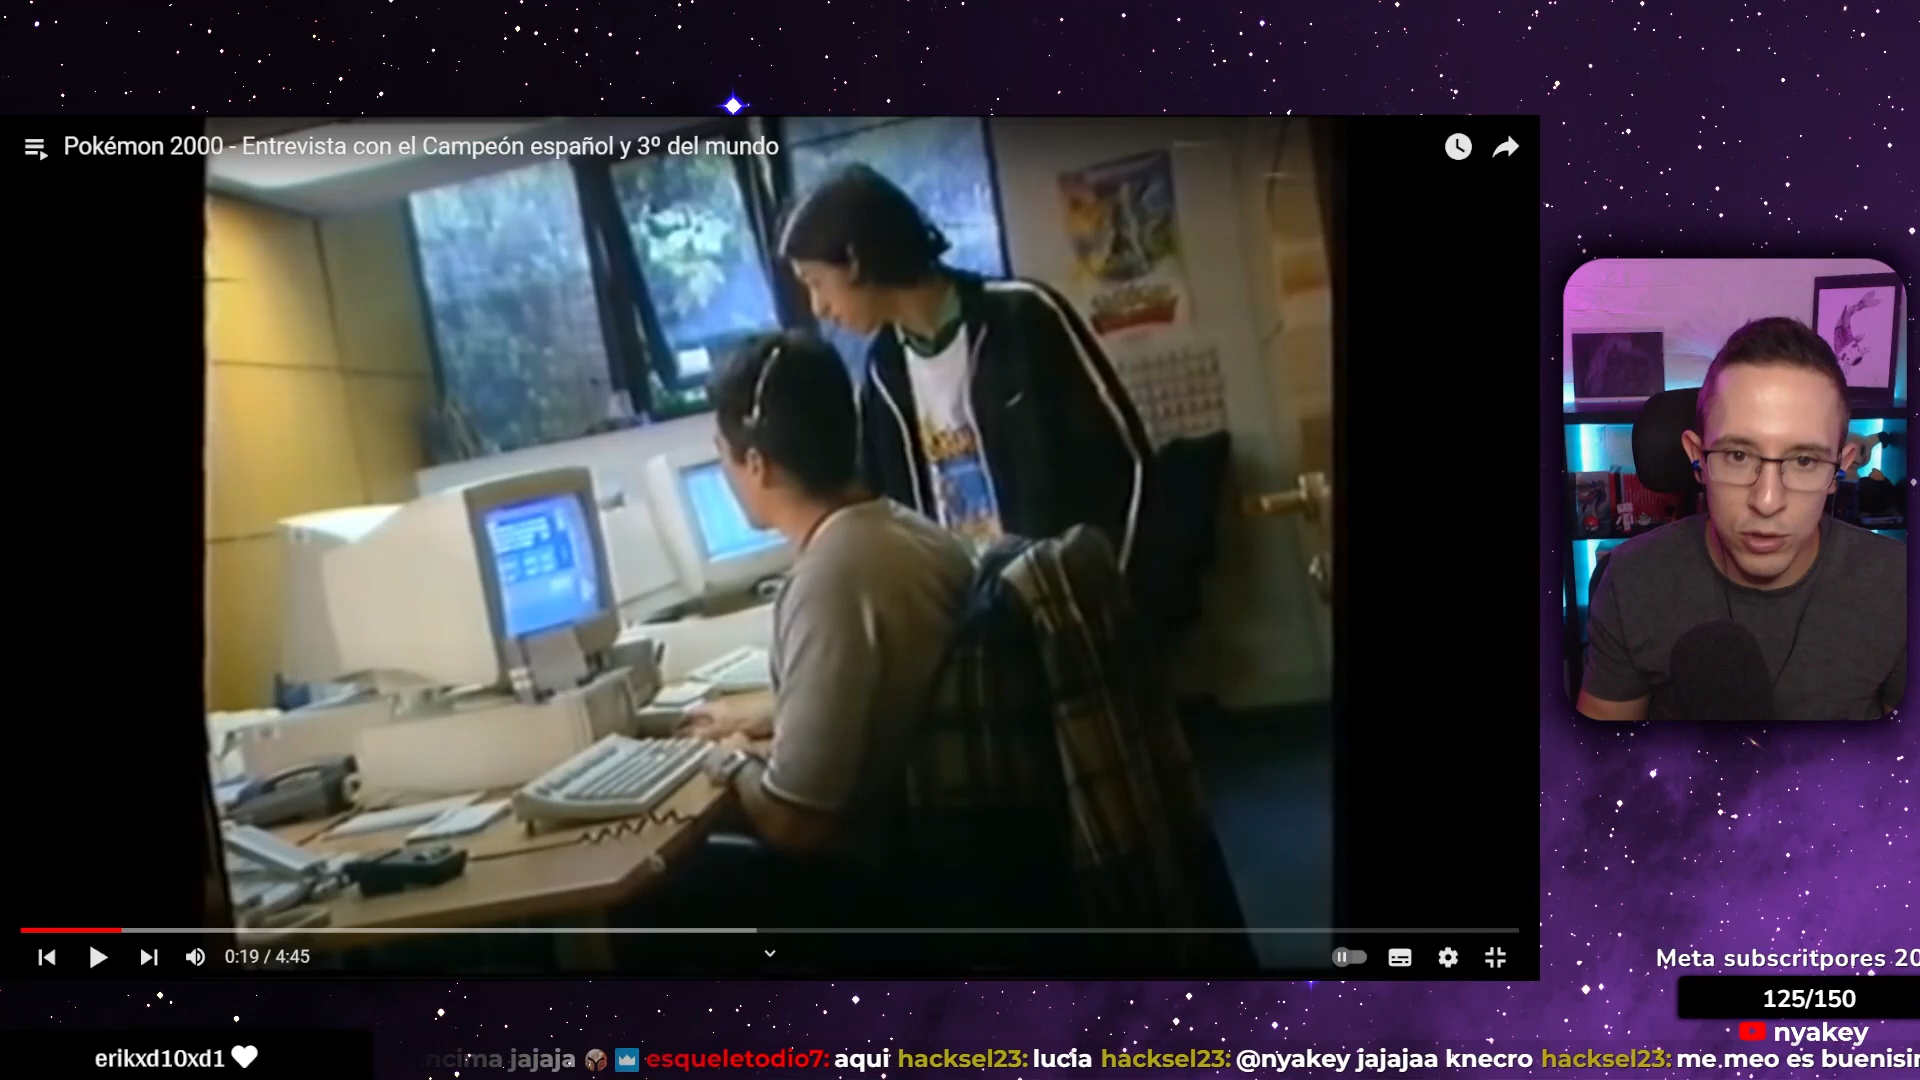 Pokémon 2000 - Entrevista con el Campeón español y 3º del mundo
0:19 / 4:45
Meta subscritpores 20
125/150
nyakey
erikxd10xd1
ncima jajaja esqueletodio7: aqui hacksel23: lucia hacksel23: @nyakey jajajaa knecro hacksel23: me meo es buenisi